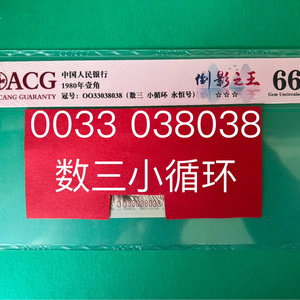 ACG
CANG GUARANTY
中国人民银行
1980年壹角
冠号：OO33038038（数三 小循环 永恒号）
倒影之王
☆☆☆
66
Gem Uncirculated
0033 038038
数三小循环
OO33038038